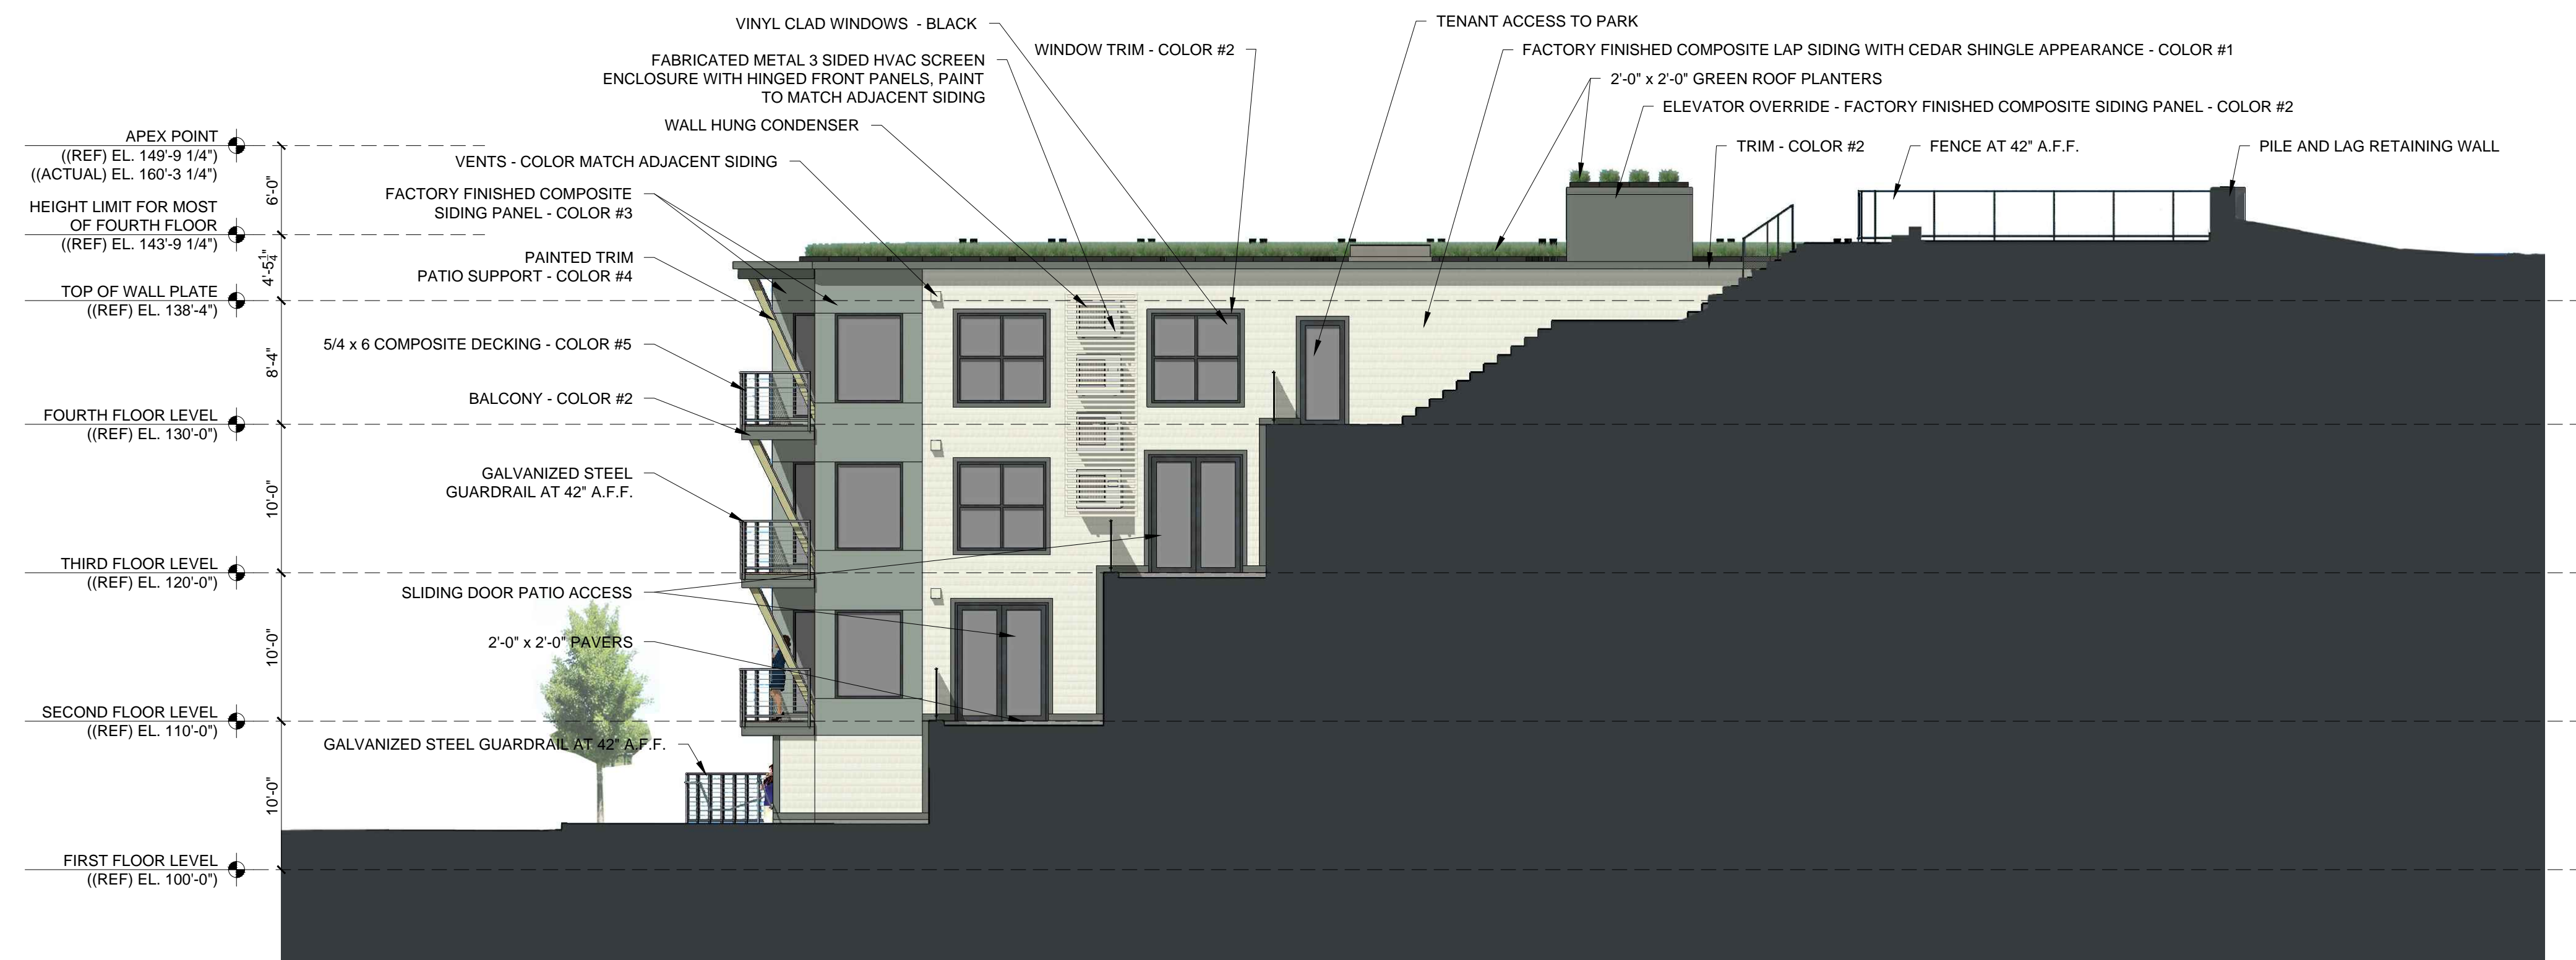 VINYL CLAD WINDOWS - BLACK
FABRICATED METAL 3 SIDED HVAC SCREEN
ENCLOSURE WITH HINGED FRONT PANELS, PAINT
TO MATCH ADJACENT SIDING
WALL HUNG CONDENSER
VENTS - COLOR MATCH ADJACENT SIDING
FACTORY FINISHED COMPOSITE
SIDING PANEL - COLOR #3
PAINTED TRIM
PATIO SUPPORT - COLOR #4
5/4 x 6 COMPOSITE DECKING - COLOR #5
BALCONY - COLOR #2
GALVANIZED STEEL
GUARDRAIL AT 42" A.F.F.
SLIDING DOOR PATIO ACCESS
2'-0" x 2'-0" PAVERS
GALVANIZED STEEL GUARDRAIL AT 42" A.F.F.
WINDOW TRIM - COLOR #2
TENANT ACCESS TO PARK
FACTORY FINISHED COMPOSITE LAP SIDING WITH CEDAR SHINGLE APPEARANCE - COLOR #1
2'-0" x 2'-0" GREEN ROOF PLANTERS
ELEVATOR OVERRIDE - FACTORY FINISHED COMPOSITE SIDING PANEL - COLOR #2
TRIM - COLOR #2
FENCE AT 42" A.F.F.
PILE AND LAG RETAINING WALL
APEX POINT
((REF) EL. 149'-9 1/4")
((ACTUAL) EL. 160'-3 1/4")
6'-0"
HEIGHT LIMIT FOR MOST
OF FOURTH FLOOR
((REF) EL. 143'-9 1/4")
4'-5 1/4"
TOP OF WALL PLATE
((REF) EL. 138'-4")
8'-4"
FOURTH FLOOR LEVEL
((REF) EL. 130'-0")
10'-0"
THIRD FLOOR LEVEL
((REF) EL. 120'-0")
10'-0"
SECOND FLOOR LEVEL
((REF) EL. 110'-0")
10'-0"
FIRST FLOOR LEVEL
((REF) EL. 100'-0")